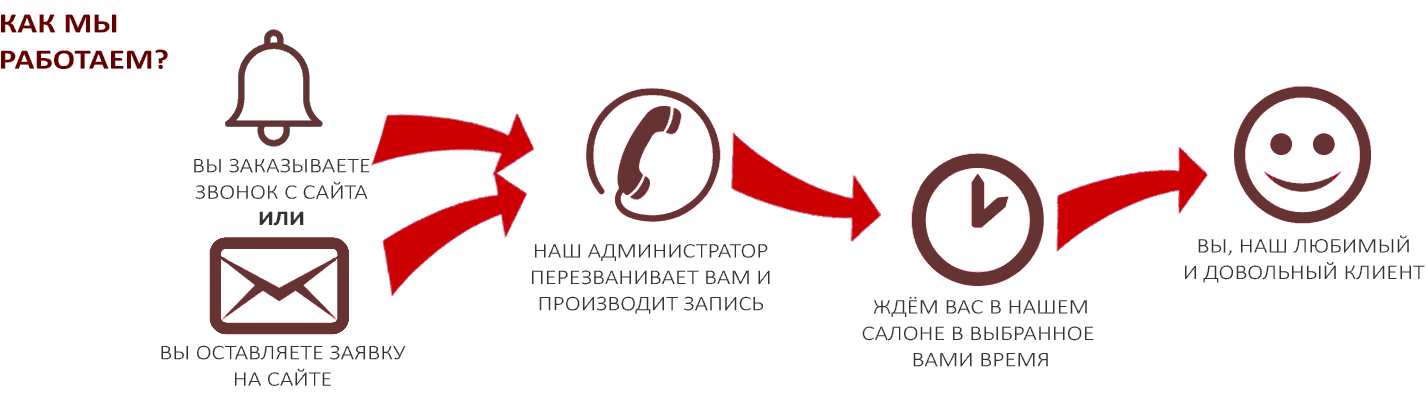 КАК МЫ
РАБОТАЕМ?
ВЫ ЗАКАЗЫВАЕТЕ
ЗВОНОК С САЙТА
ИЛИ
ВЫ ОСТАВЛЯЕТЕ ЗАЯВКУ
НА САЙТЕ
НАШ АДМИНИСТРАТОР
ПЕРЕЗВАНИВАЕТ ВАМ И
ПРОИЗВОДИТ ЗАПИСЬ
ЖДЁМ ВАС В НАШЕМ
САЛОНЕ В ВЫБРАННОЕ
ВАМИ ВРЕМЯ
ВЫ, НАШ ЛЮБИМЫЙ
И ДОВОЛЬНЫЙ КЛИЕНТ